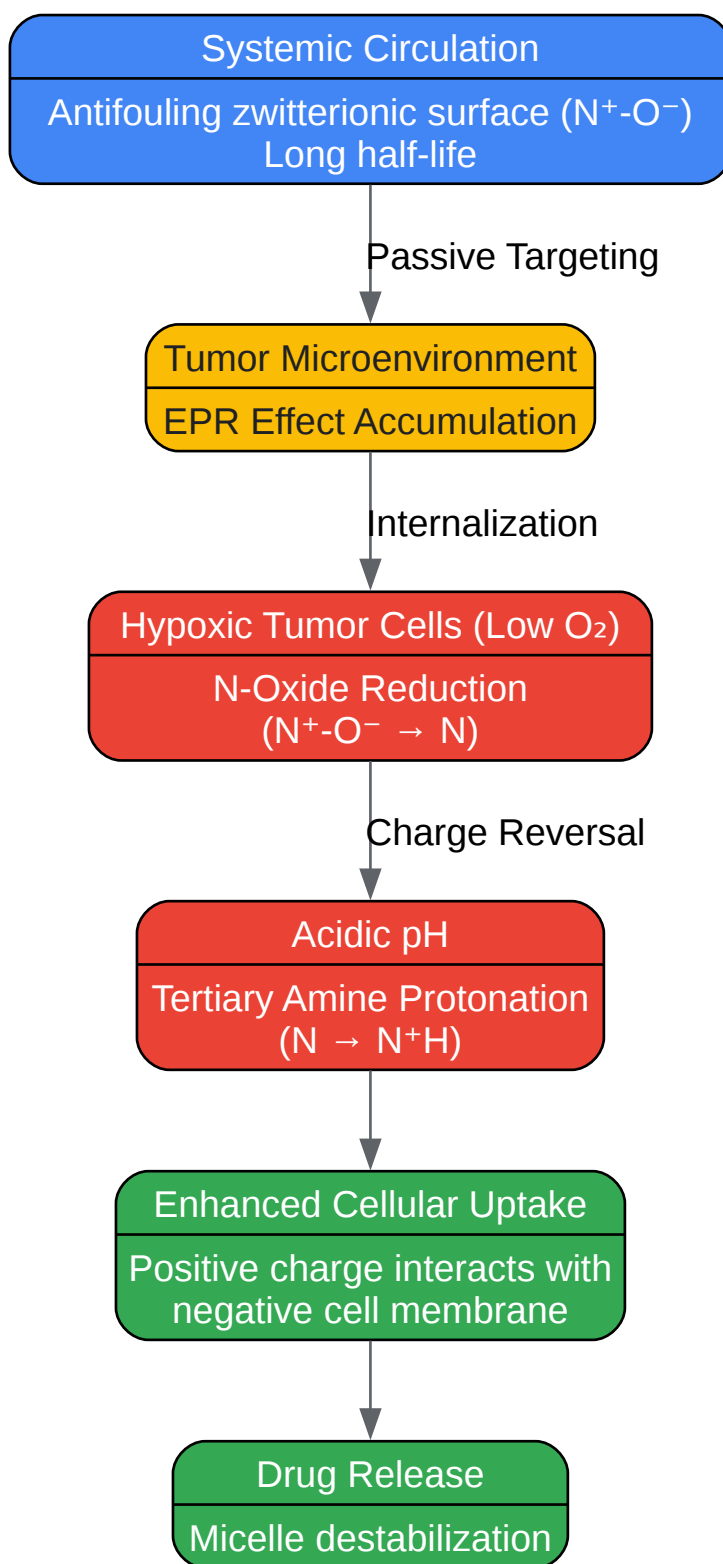 Systemic Circulation
Antifouling zwitterionic surface (N⁺-O⁻)
Long half-life
Passive Targeting
Tumor Microenvironment
EPR Effect Accumulation
Internalization
Hypoxic Tumor Cells (Low O₂)
N-Oxide Reduction
(N⁺-O⁻ → N)
Charge Reversal
Acidic pH
Tertiary Amine Protonation
(N → N⁺H)
Enhanced Cellular Uptake
Positive charge interacts with
negative cell membrane
Drug Release
Micelle destabilization